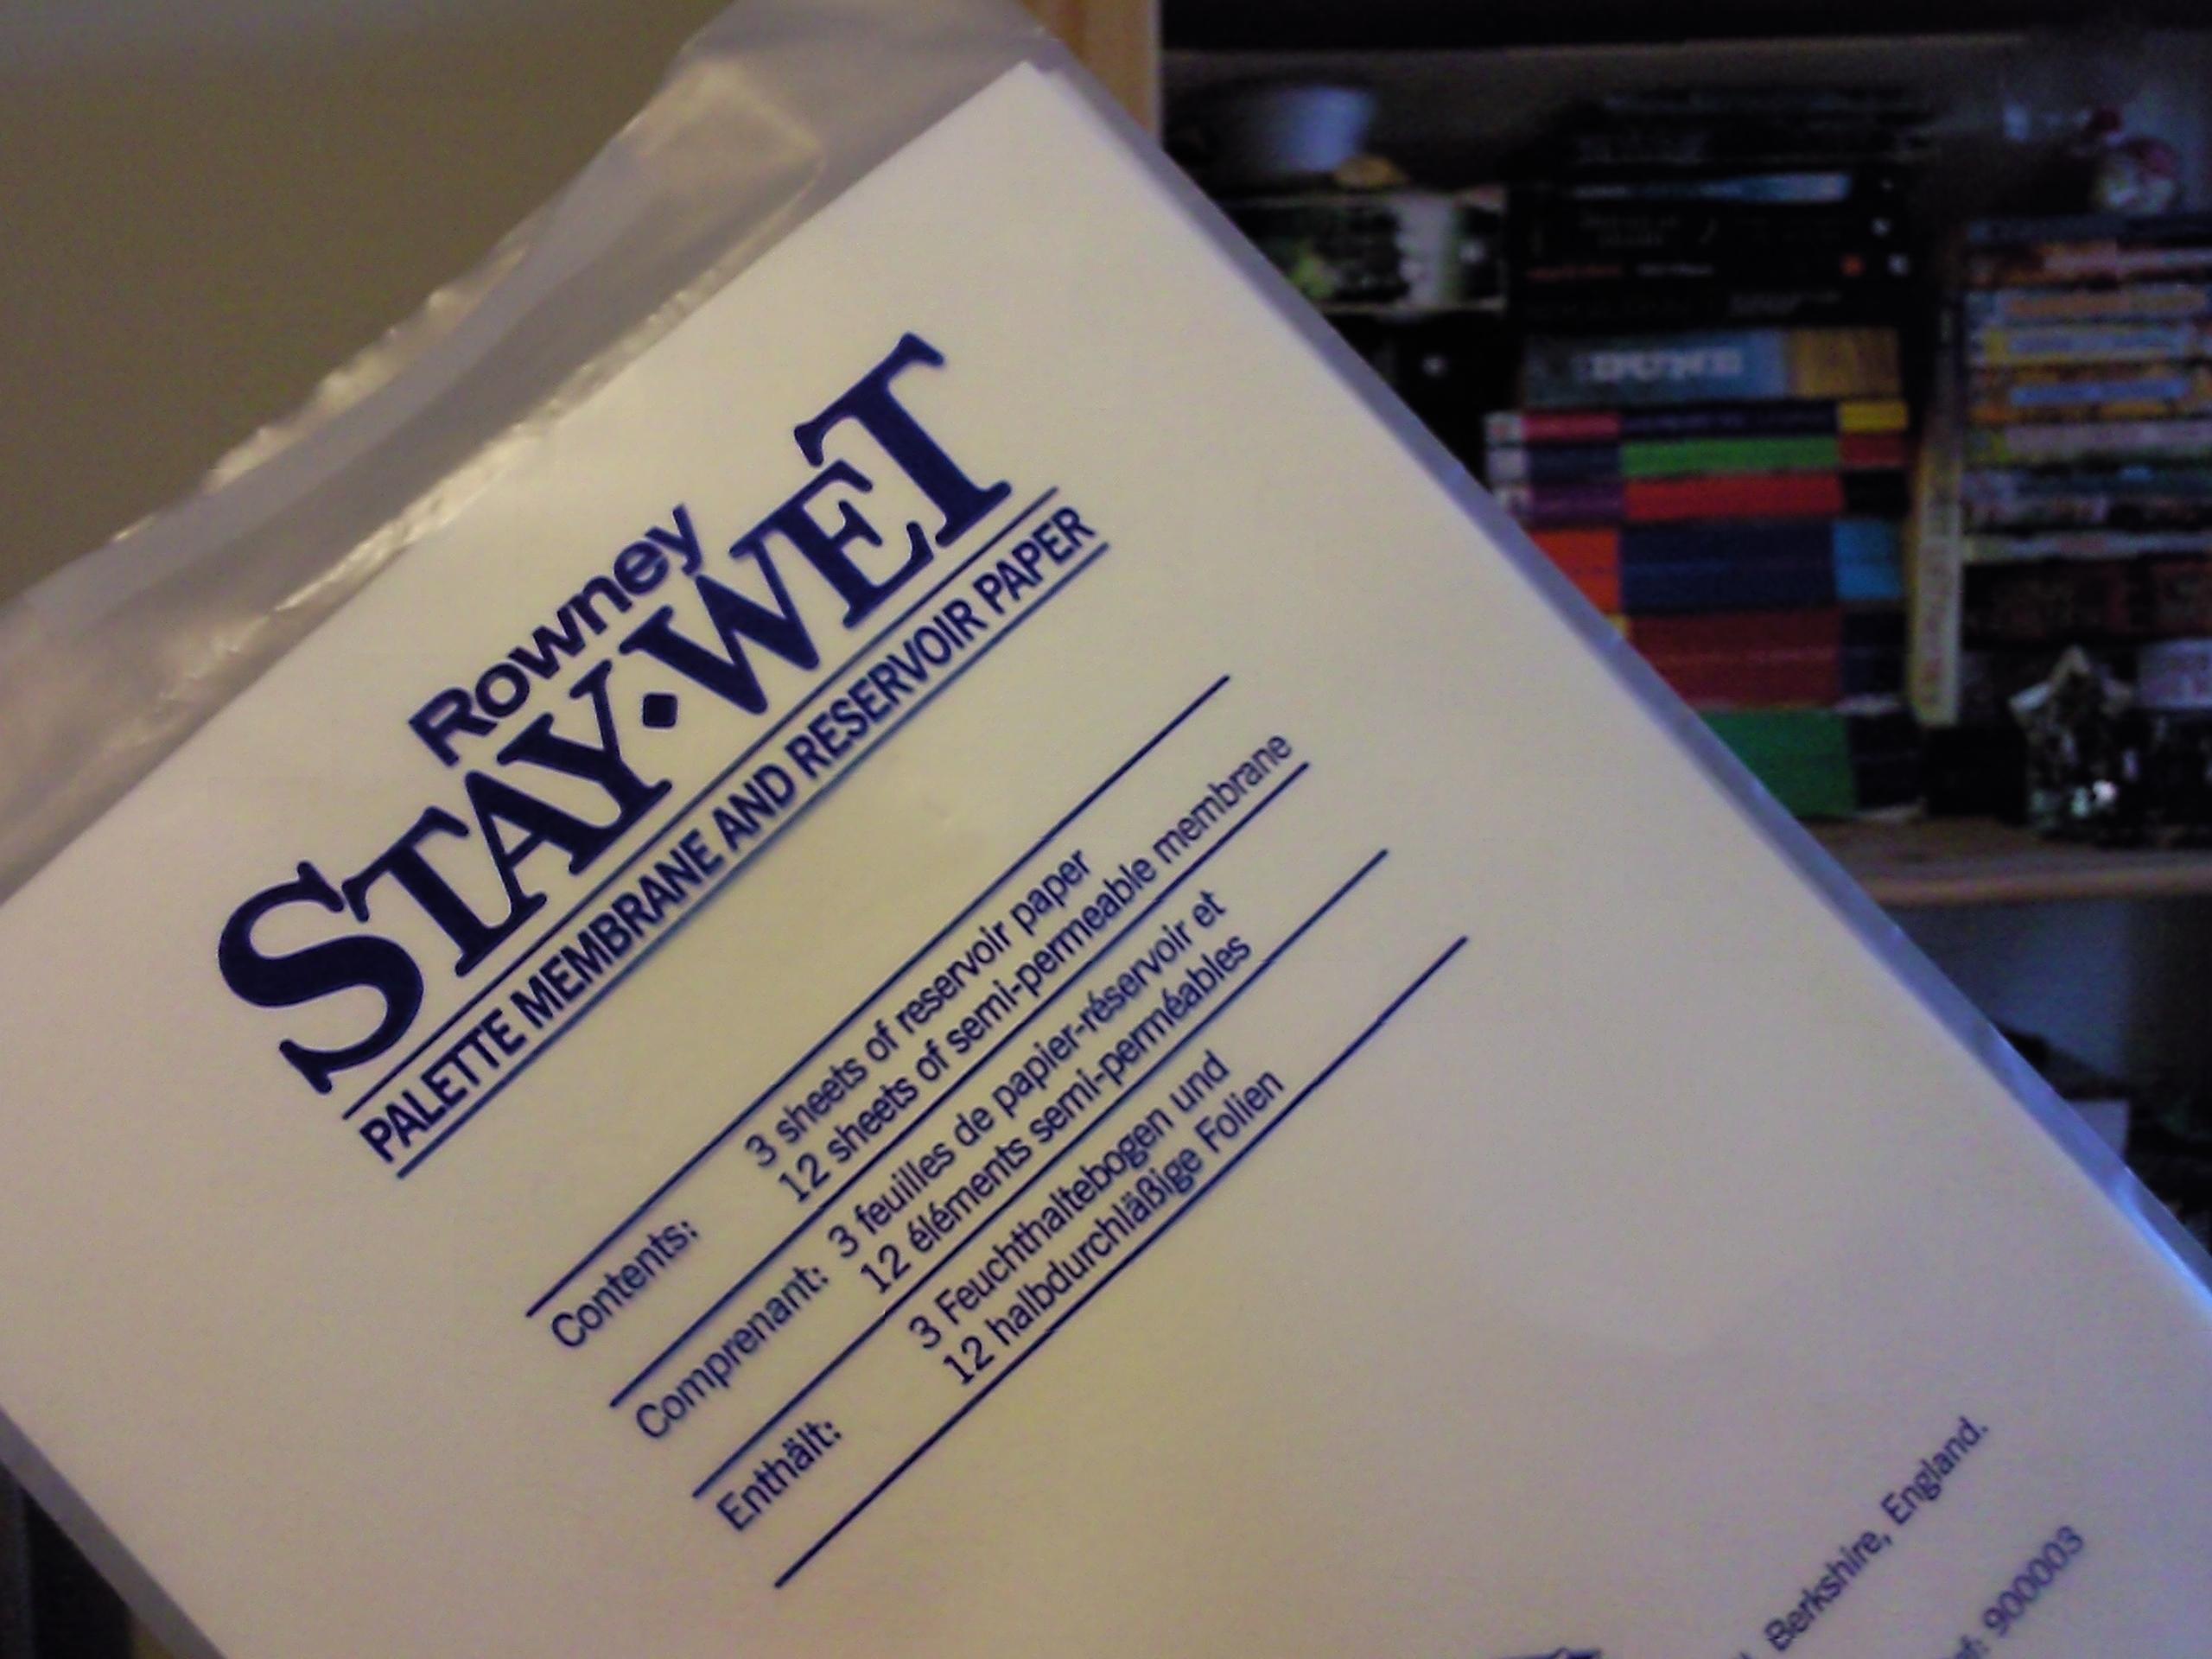 Rowney
STAY·WET
PALETTE MEMBRANE AND RESERVOIR PAPER
Contents: 3 sheets of reservoir paper
12 sheets of semi-permeable membrane
Comprenant: 3 feuilles de papier-réservoir et
12 éléments semi-perméables
Enthält: 3 Feuchthaltebogen und
12 halbdurchläßige Folien
Berkshire, England.
900003